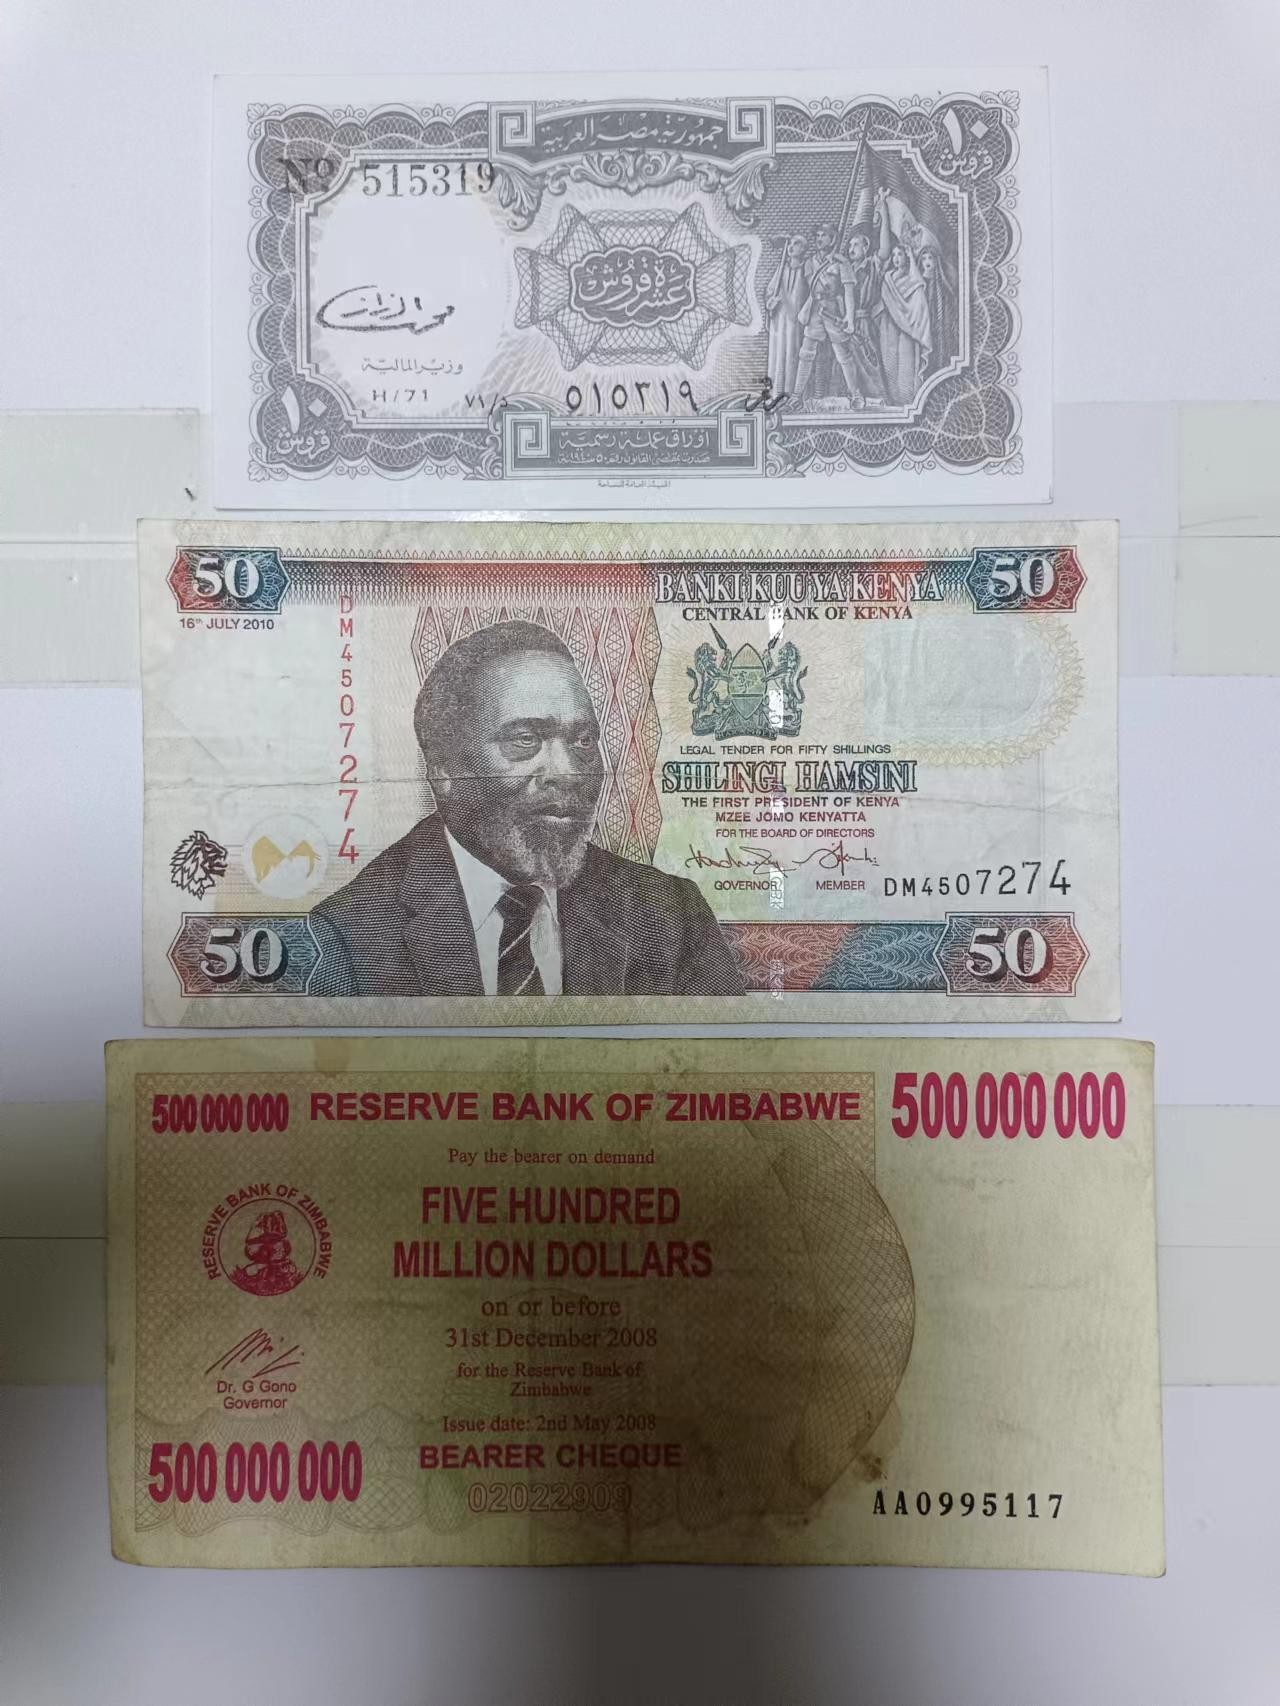 جمهورية مصر العربية
١٠
قروش
Nº 515319
عشرة قروش
وزير المالية
H/71
٧١/د
٥١٥٣١٩
١٠
قروش
أوراق عملة رسمية
50
BANKI KUU YA KENYA
50
16th JULY 2010
CENTRAL BANK OF KENYA
DM4507274
LEGAL TENDER FOR FIFTY SHILLINGS
SHILINGI HAMSINI
THE FIRST PRESIDENT OF KENYA
MZEE JOMO KENYATTA
FOR THE BOARD OF DIRECTORS
GOVERNOR MEMBER
DM4507274
50
50
500 000 000
RESERVE BANK OF ZIMBABWE
500 000 000
Pay the bearer on demand
RESERVE BANK OF ZIMBABWE
FIVE HUNDRED
MILLION DOLLARS
on or before
31st December 2008
for the Reserve Bank of
Zimbabwe
Dr. G Gono
Governor
Issue date: 2nd May 2008
500 000 000
BEARER CHEQUE
02022909
AA0995117